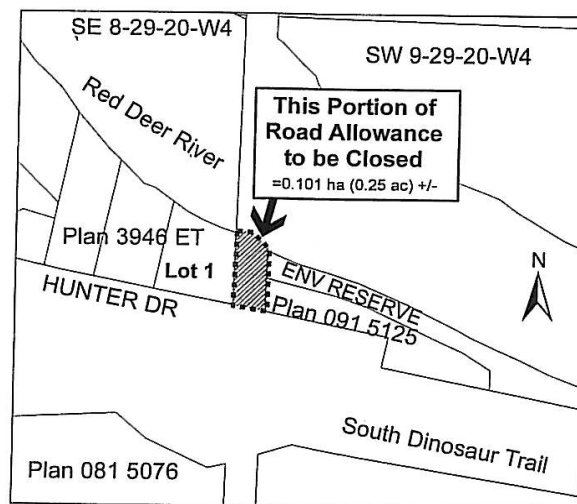 SE 8-29-20-W4
SW 9-29-20-W4
Red Deer River
This Portion of
Road Allowance
to be Closed
=0.101 ha (0.25 ac) +/-
Plan 3946 ET
Lot 1
ENV RESERVE
N
HUNTER DR
Plan 091 5125
South Dinosaur Trail
Plan 081 5076